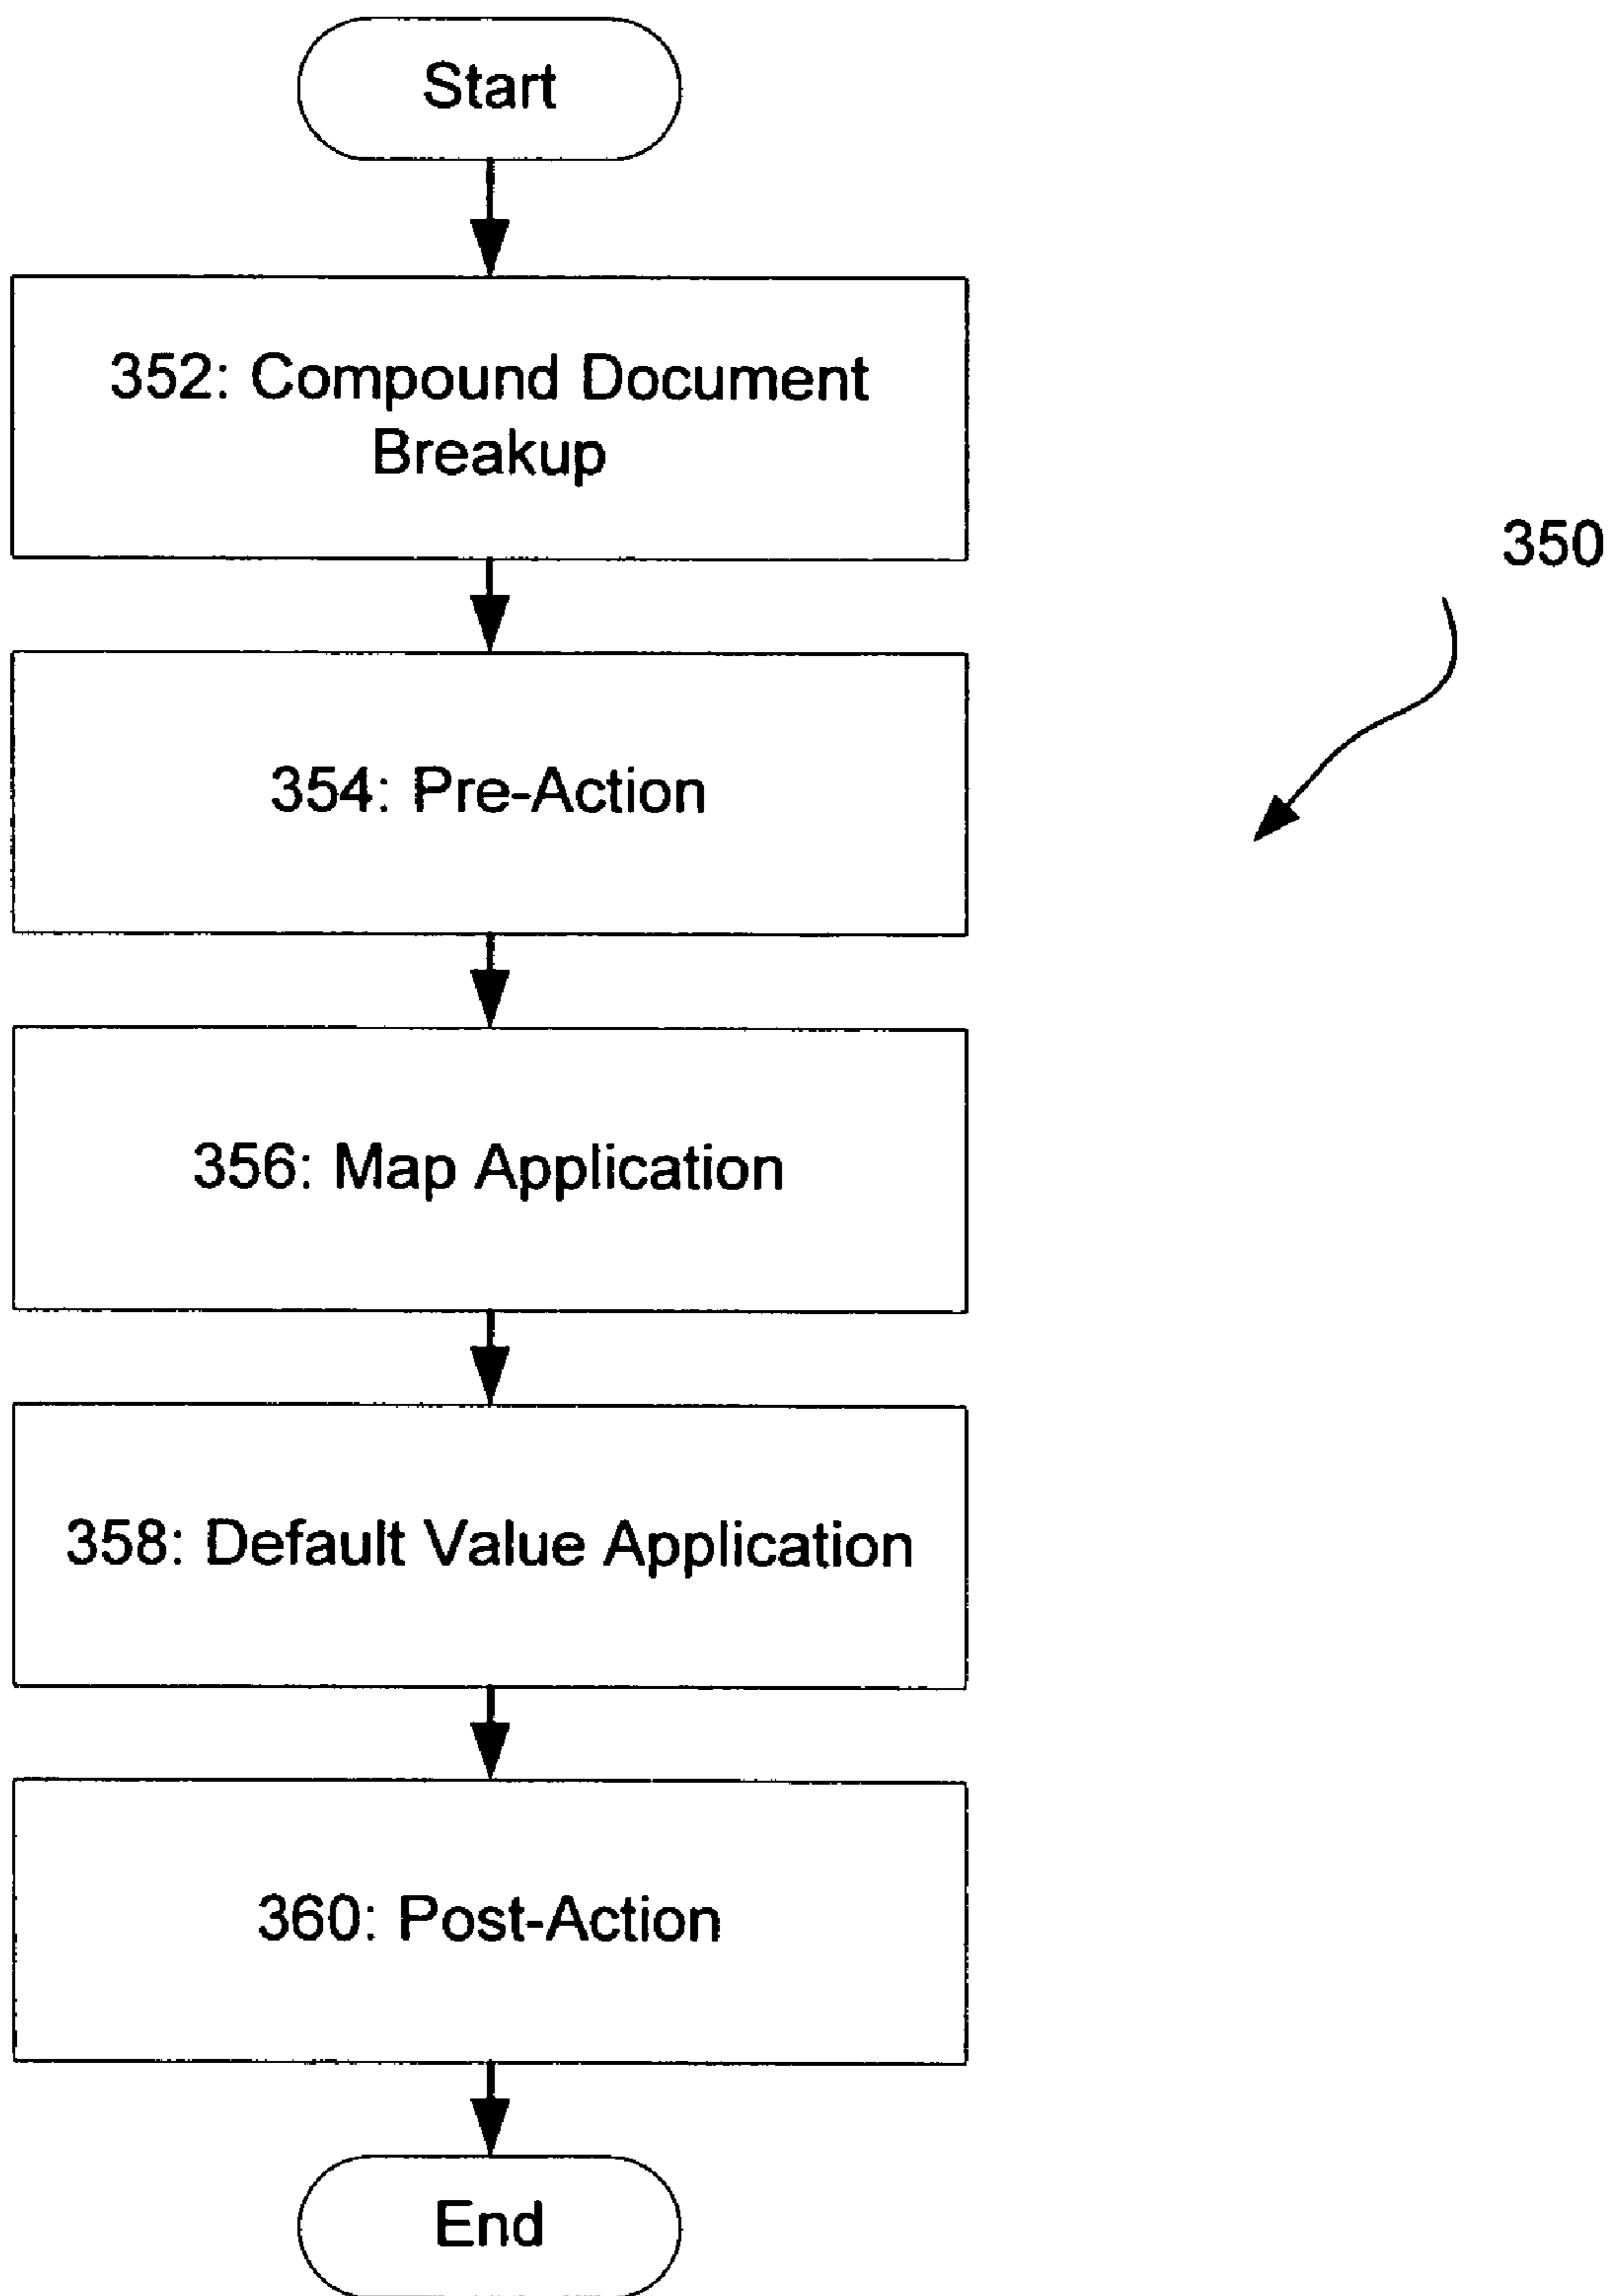 Start
352: Compound Document
Breakup
350
354: Pre-Action
356: Map Application
358: Default Value Application
360: Post-Action
End